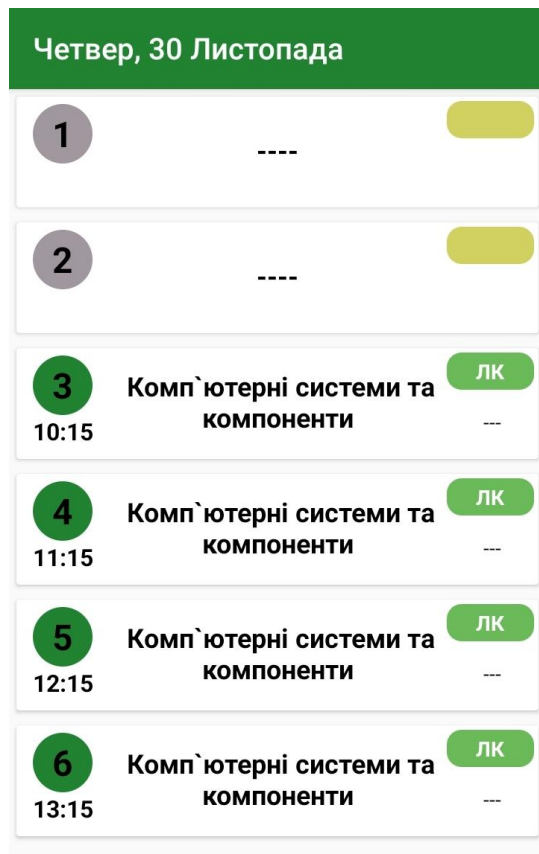 Четвер, 30 Листопада
1
----
2
----
3
Комп`ютерні системи та
компоненти
ЛК
10:15
---
4
Комп`ютерні системи та
компоненти
ЛК
11:15
---
5
Комп`ютерні системи та
компоненти
ЛК
12:15
---
6
Комп`ютерні системи та
компоненти
ЛК
13:15
---